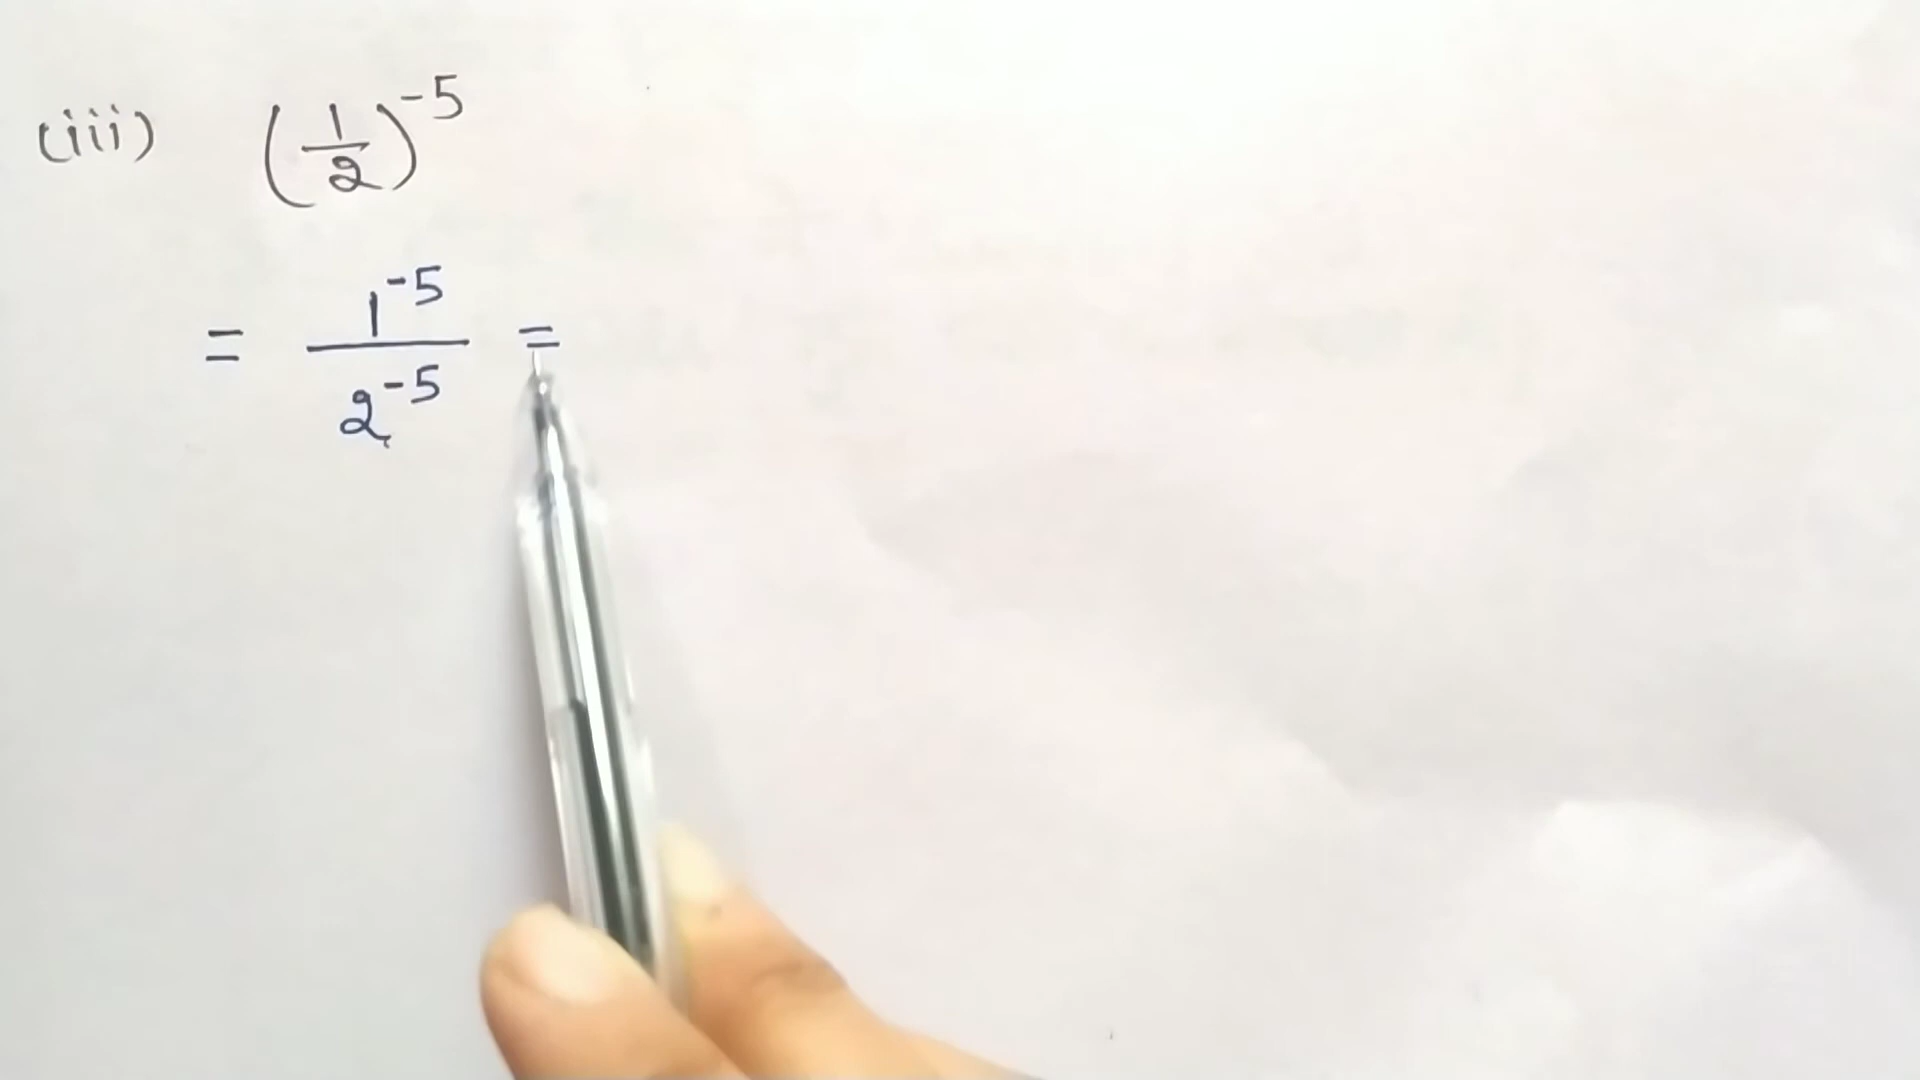 (iii) (1/2)^-5
= 1^-5/2^-5 =